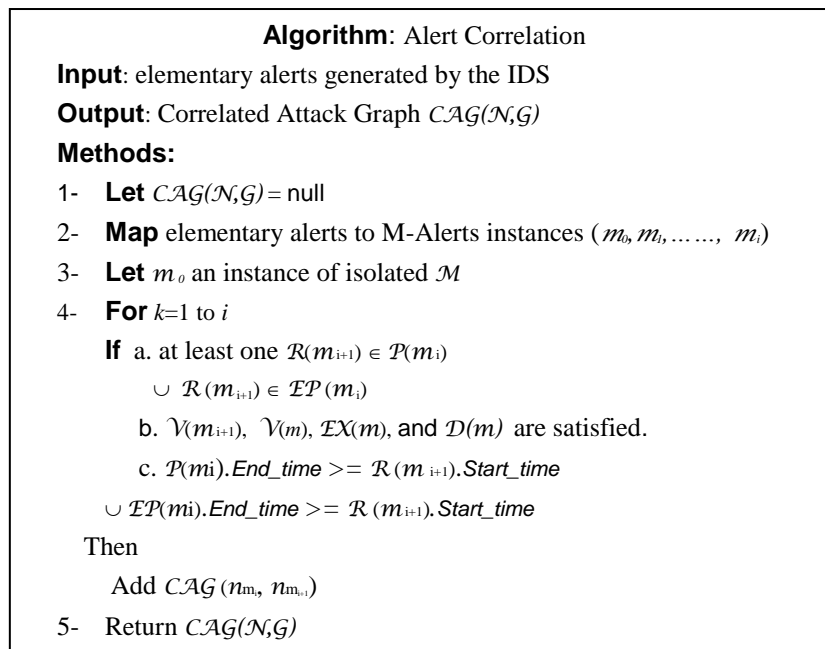 Algorithm: Alert Correlation
Input: elementary alerts generated by the IDS
Output: Correlated Attack Graph 𝒞𝒜𝒢(𝒩,𝒢)
Methods:
1- Let 𝒞𝒜𝒢(𝒩,𝒢) = null
2- Map elementary alerts to M-Alerts instances (m₀, m₁, ... ..., mᵢ)
3- Let m₀ an instance of isolated ℳ
4- For k=1 to i
If a. at least one ℛ(mᵢ₊₁) ∈ 𝒫(mᵢ)
∪ ℛ(mᵢ₊₁) ∈ ℰ𝒫(mᵢ)
b. 𝒱(mᵢ₊₁), 𝒱(m), ℰ𝒳(m), and 𝒟(m) are satisfied.
c. 𝒫(mi).End_time >= ℛ(mᵢ₊₁).Start_time
∪ ℰ𝒫(mi).End_time >= ℛ(mᵢ₊₁).Start_time
Then
Add 𝒞𝒜𝒢(n_mᵢ, n_mᵢ₊₁)
5- Return 𝒞𝒜𝒢(𝒩,𝒢)